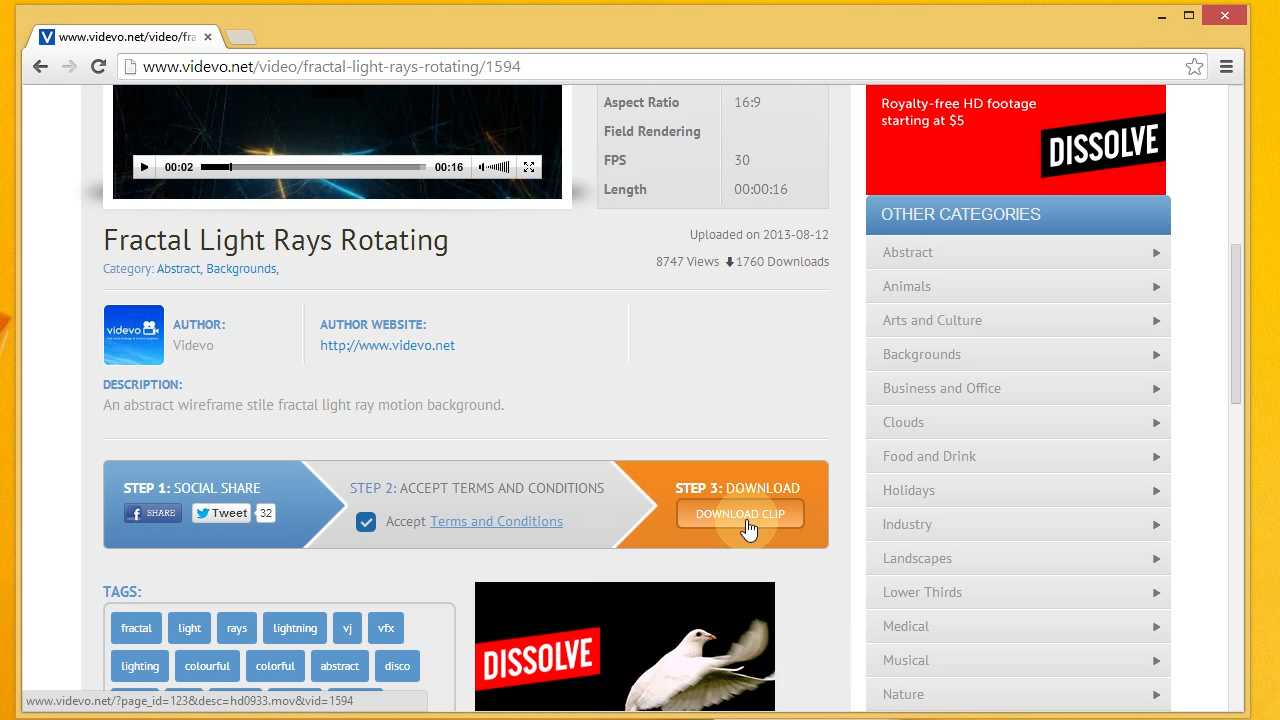 www.videvo.net/video/fra
www.videvo.net/video/fractal-light-rays-rotating/1594
00:02
00:16
Aspect Ratio 16:9
Field Rendering
FPS 30
Length 00:00:16
Royalty-free HD footage
starting at $5
DISSOLVE
Fractal Light Rays Rotating
Category: Abstract, Backgrounds,
Uploaded on 2013-08-12
8747 Views 1760 Downloads
videvo
AUTHOR:
Videvo
AUTHOR WEBSITE:
http://www.videvo.net
DESCRIPTION:
An abstract wireframe stile fractal light ray motion background.
STEP 1: SOCIAL SHARE
f SHARE Tweet 32
STEP 2: ACCEPT TERMS AND CONDITIONS
Accept Terms and Conditions
STEP 3: DOWNLOAD
DOWNLOAD CLIP
TAGS:
fractal light rays lightning vj vfx
lighting colourful colorful abstract disco
DISSOLVE
OTHER CATEGORIES
Abstract
Animals
Arts and Culture
Backgrounds
Business and Office
Clouds
Food and Drink
Holidays
Industry
Landscapes
Lower Thirds
Medical
Musical
Nature
www.videvo.net/?page_id=123&desc=hd0933.mov&vid=1594